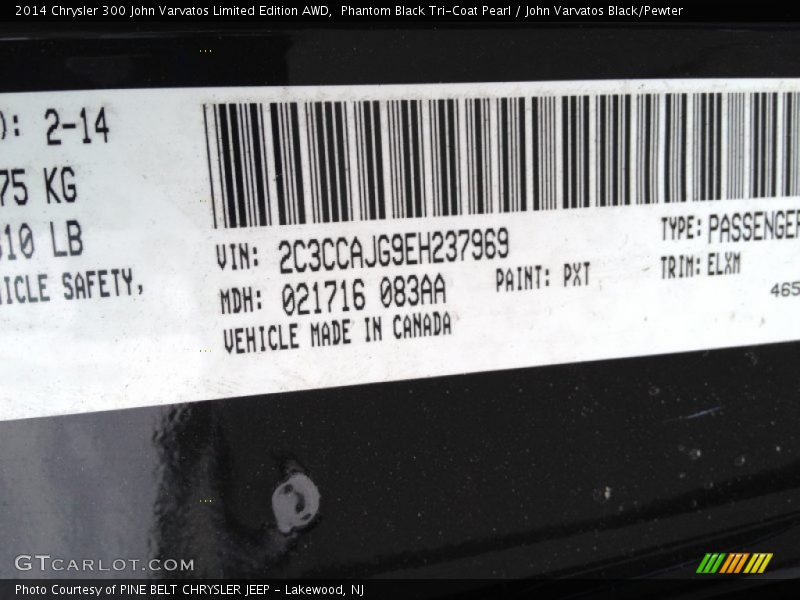 2014 Chrysler 300 John Varvatos Limited Edition AWD,  Phantom Black Tri-Coat Pearl / John Varvatos Black/Pewter
: 2-14
75 KG
10 LB
VIN: 2C3CCAJG9EH237969
TYPE: PASSENGER
ICLE SAFETY,
MDH: 021716 083AA
PAINT: PXT
TRIM: ELXM
VEHICLE MADE IN CANADA
465
GTCARLOT.COM
Photo Courtesy of PINE BELT CHRYSLER JEEP - Lakewood, NJ